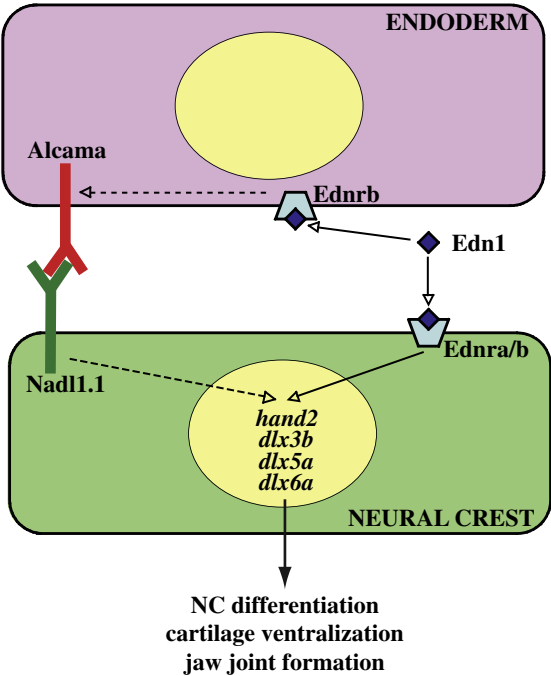 ENDODERM
Alcama
Ednrb
Edn1
Ednra/b
Nadl1.1
hand2
dlx3b
dlx5a
dlx6a
NEURAL CREST
NC differentiation
cartilage ventralization
jaw joint formation